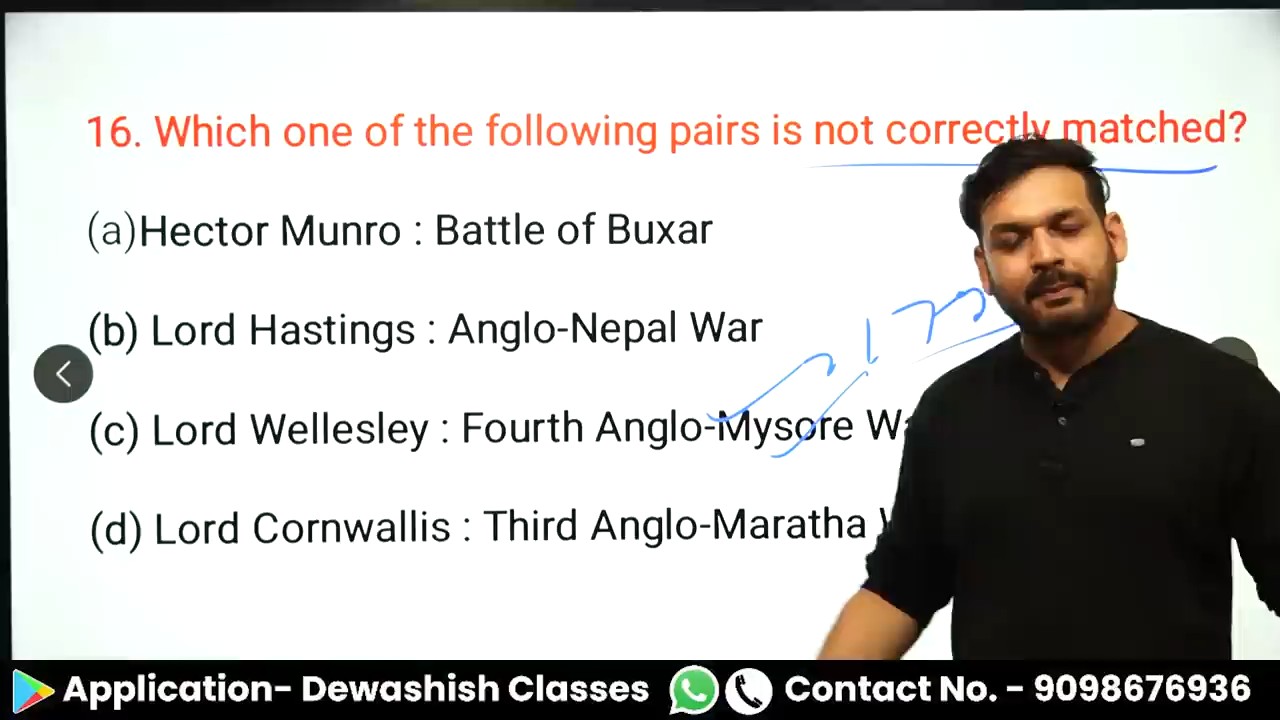 16. Which one of the following pairs is not correctly matched?
(a)Hector Munro : Battle of Buxar
(b) Lord Hastings : Anglo-Nepal War
(c) Lord Wellesley : Fourth Anglo-Mysore
(d) Lord Cornwallis : Third Anglo-Maratha
Application- Dewashish Classes
Contact No. - 9098676936